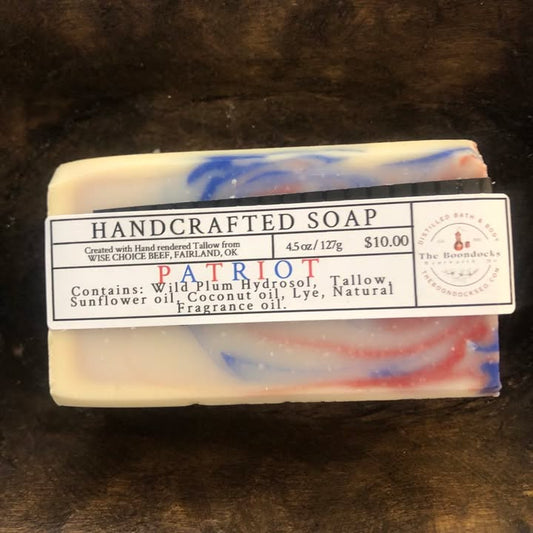 HANDCRAFTED SOAP
Created with Hand rendered Tallow from
WISE CHOICE BEEF, FAIRLAND, OK
4.5 oz / 127g
$10.00
PATRIOT
Contains: Wild Plum Hydrosol, Tallow,
Sunflower oil, Coconut oil, Lye, Natural
Fragrance oil.
DISTILLED BATH & BODY
The Boondocks
THEBOONDOCKSEO.COM